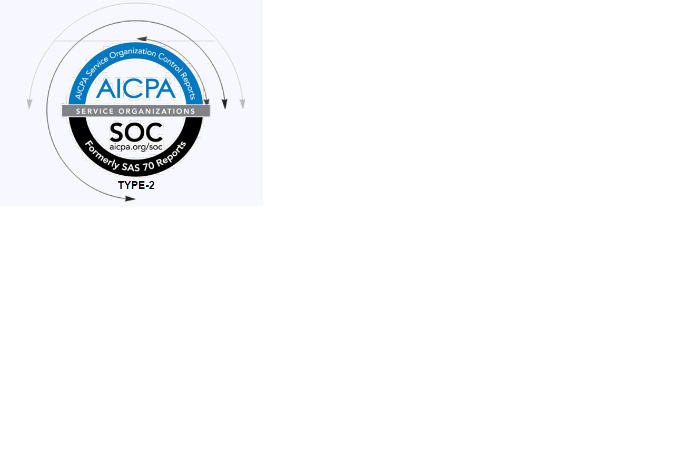 AICPA Service Organization Control Reports
AICPA
SERVICE ORGANIZATIONS
SOC
aicpa.org/soc
Formerly SAS 70 Reports
TYPE-2